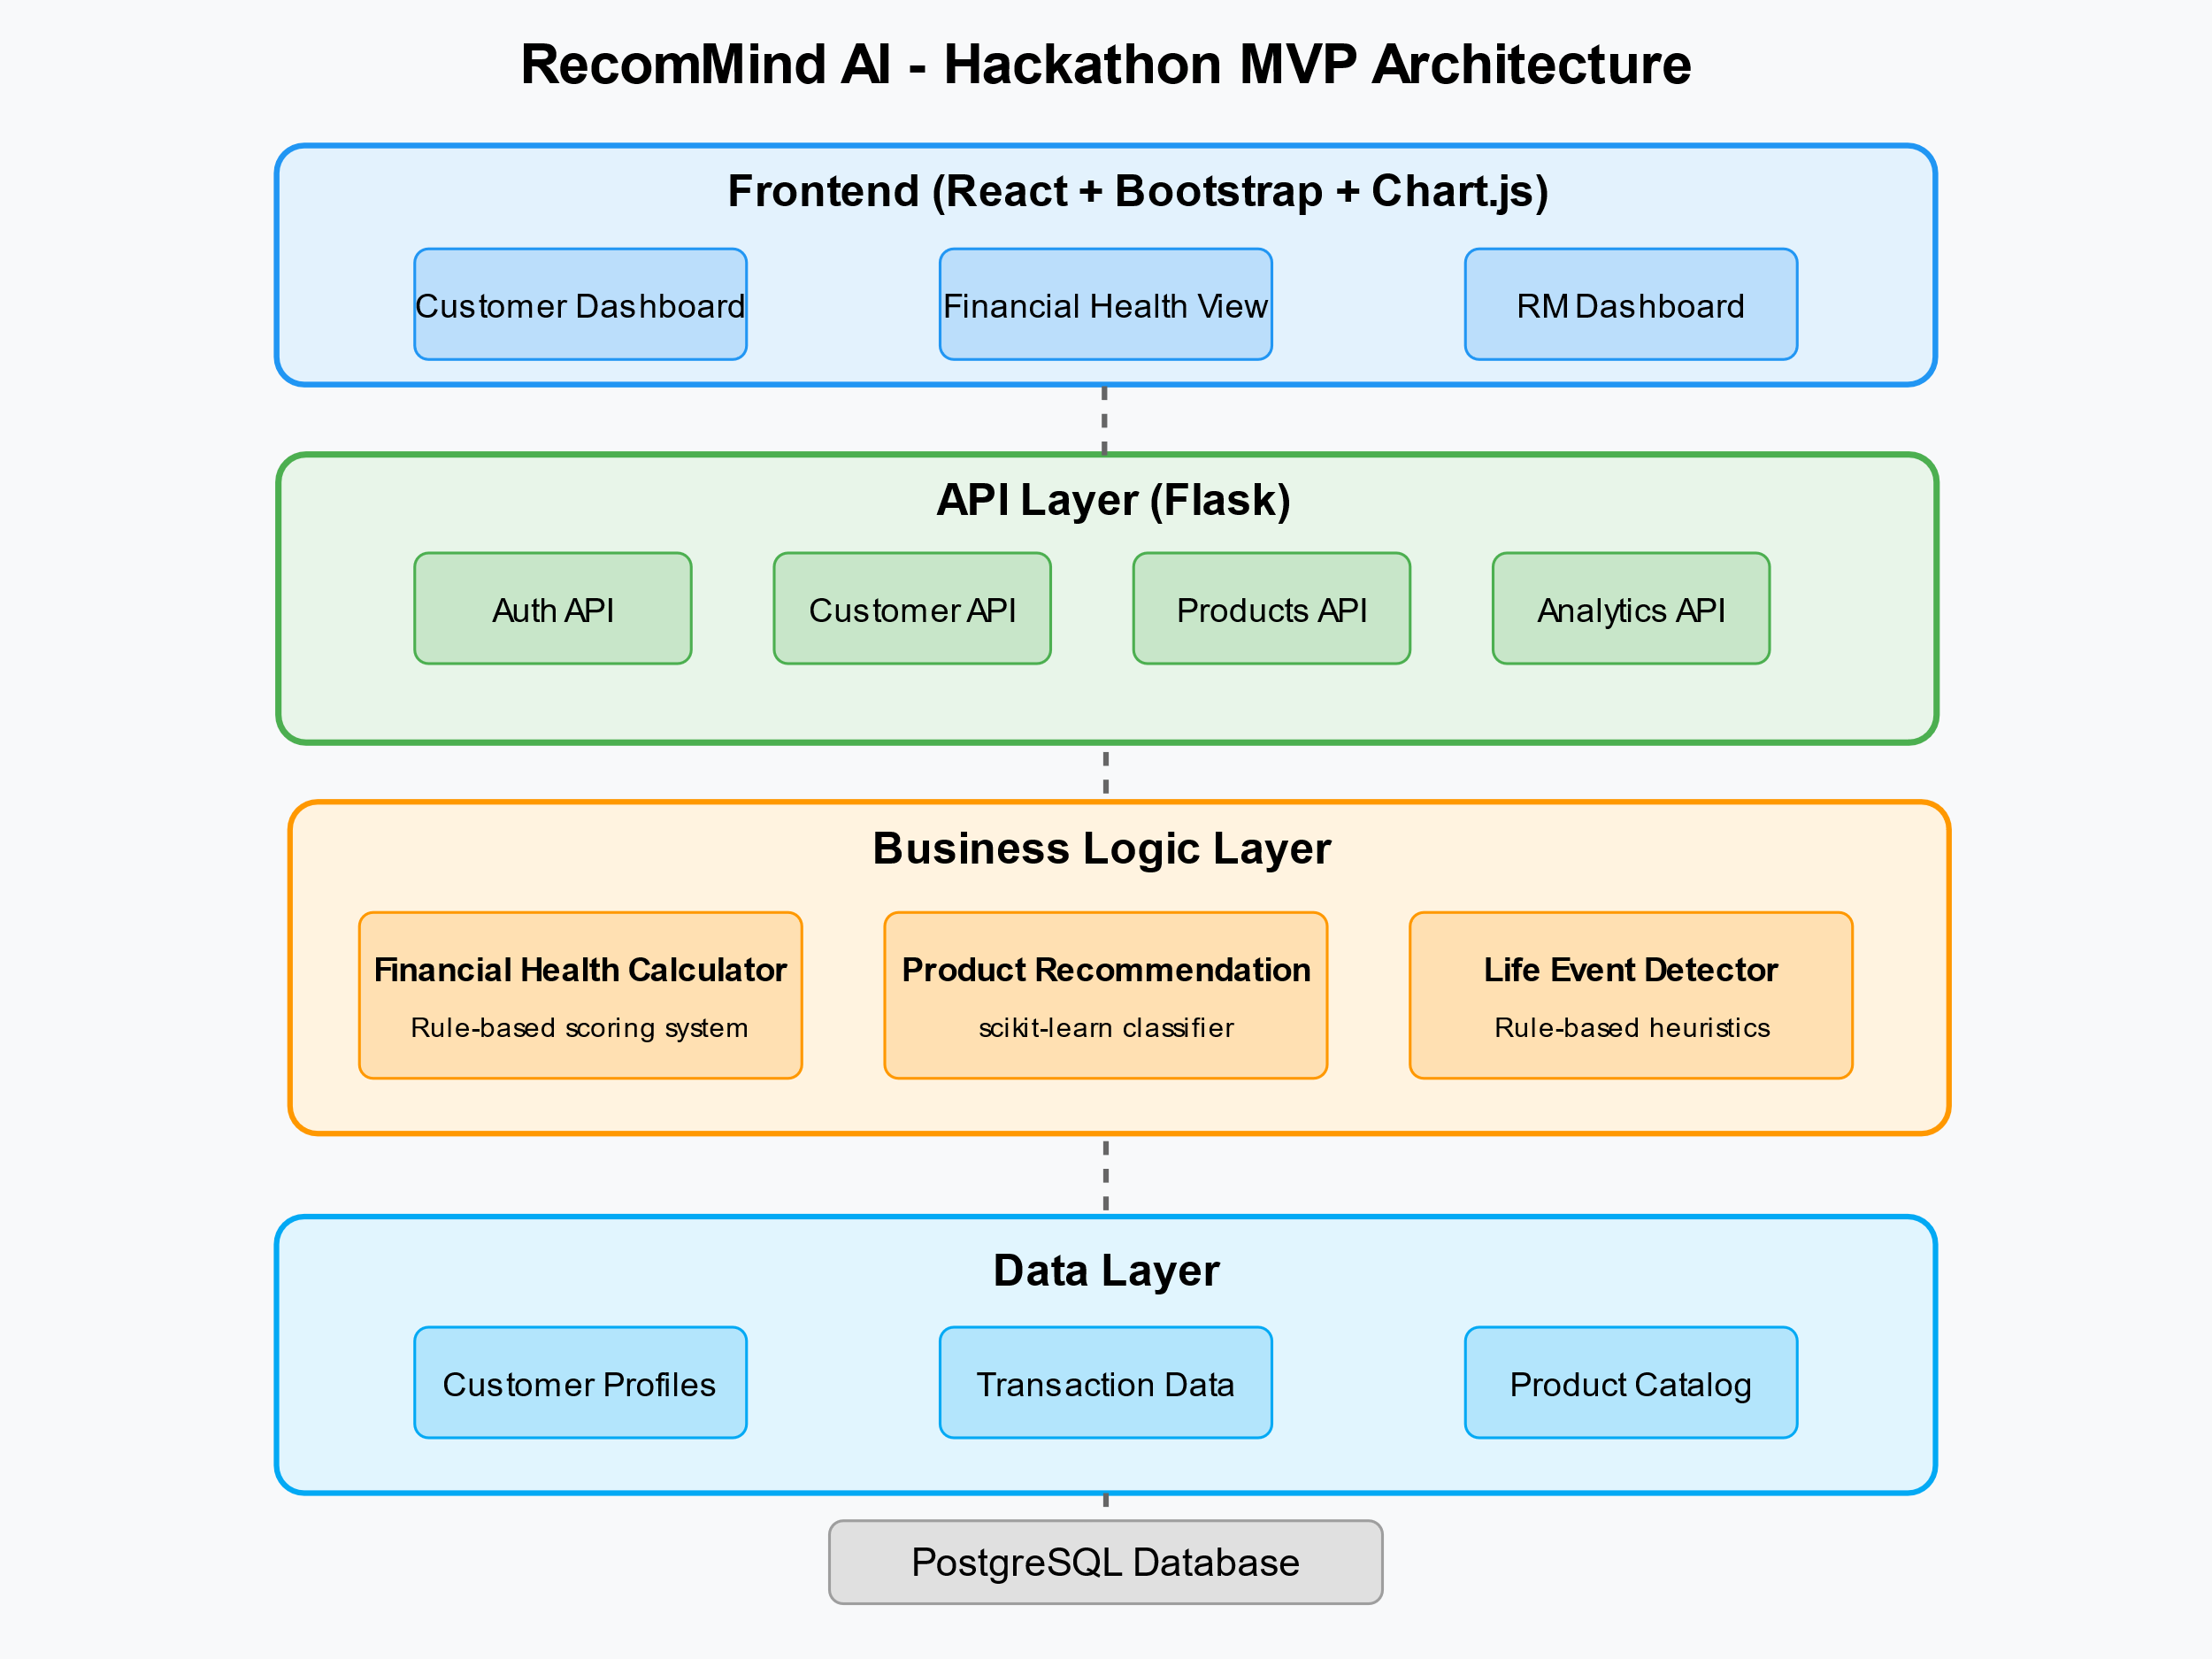 RecomMind AI - Hackathon MVP Architecture
Frontend (React + Bootstrap + Chart.js)
Customer Dashboard
Financial Health View
RM Dashboard
API Layer (Flask)
Auth API
Customer API
Products API
Analytics API
Business Logic Layer
Financial Health Calculator
Rule-based scoring system
Product Recommendation
scikit-learn classifier
Life Event Detector
Rule-based heuristics
Data Layer
Customer Profiles
Transaction Data
Product Catalog
PostgreSQL Database